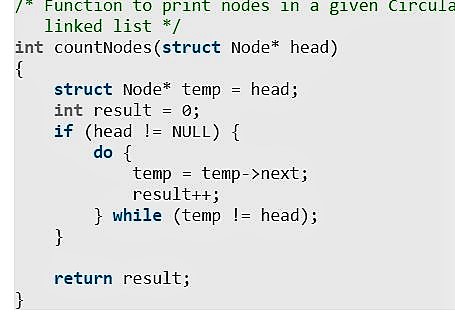 /* Function to print nodes in a given Circula
linked list */
int countNodes(struct Node* head)
{
struct Node* temp = head;
int result = 0;
if (head != NULL) {
do {
temp = temp->next;
result++;
} while (temp != head);
}
return result;
}